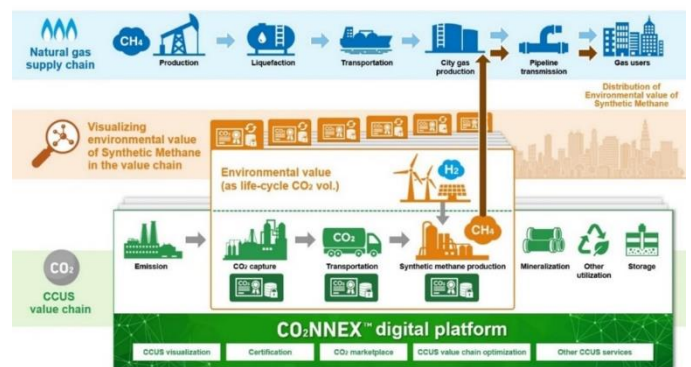 Natural gas
supply chain
CH4
Production
Liquefaction
Transportation
City gas
production
Pipeline
transmission
Gas users
Distribution of
Environmental value of
Synthetic Methane
Visualizing
environmental value
of Synthetic Methane
in the value chain
Environmental value
(as life-cycle CO2 vol.)
H2
CH4
CO2
CCUS
value chain
Emission
CO2 capture
CO2
Transportation
Synthetic methane production
Mineralization
Other
utilization
Storage
CO2NNEX™ digital platform
CCUS visualization
Certification
CO2 marketplace
CCUS value chain optimization
Other CCUS services